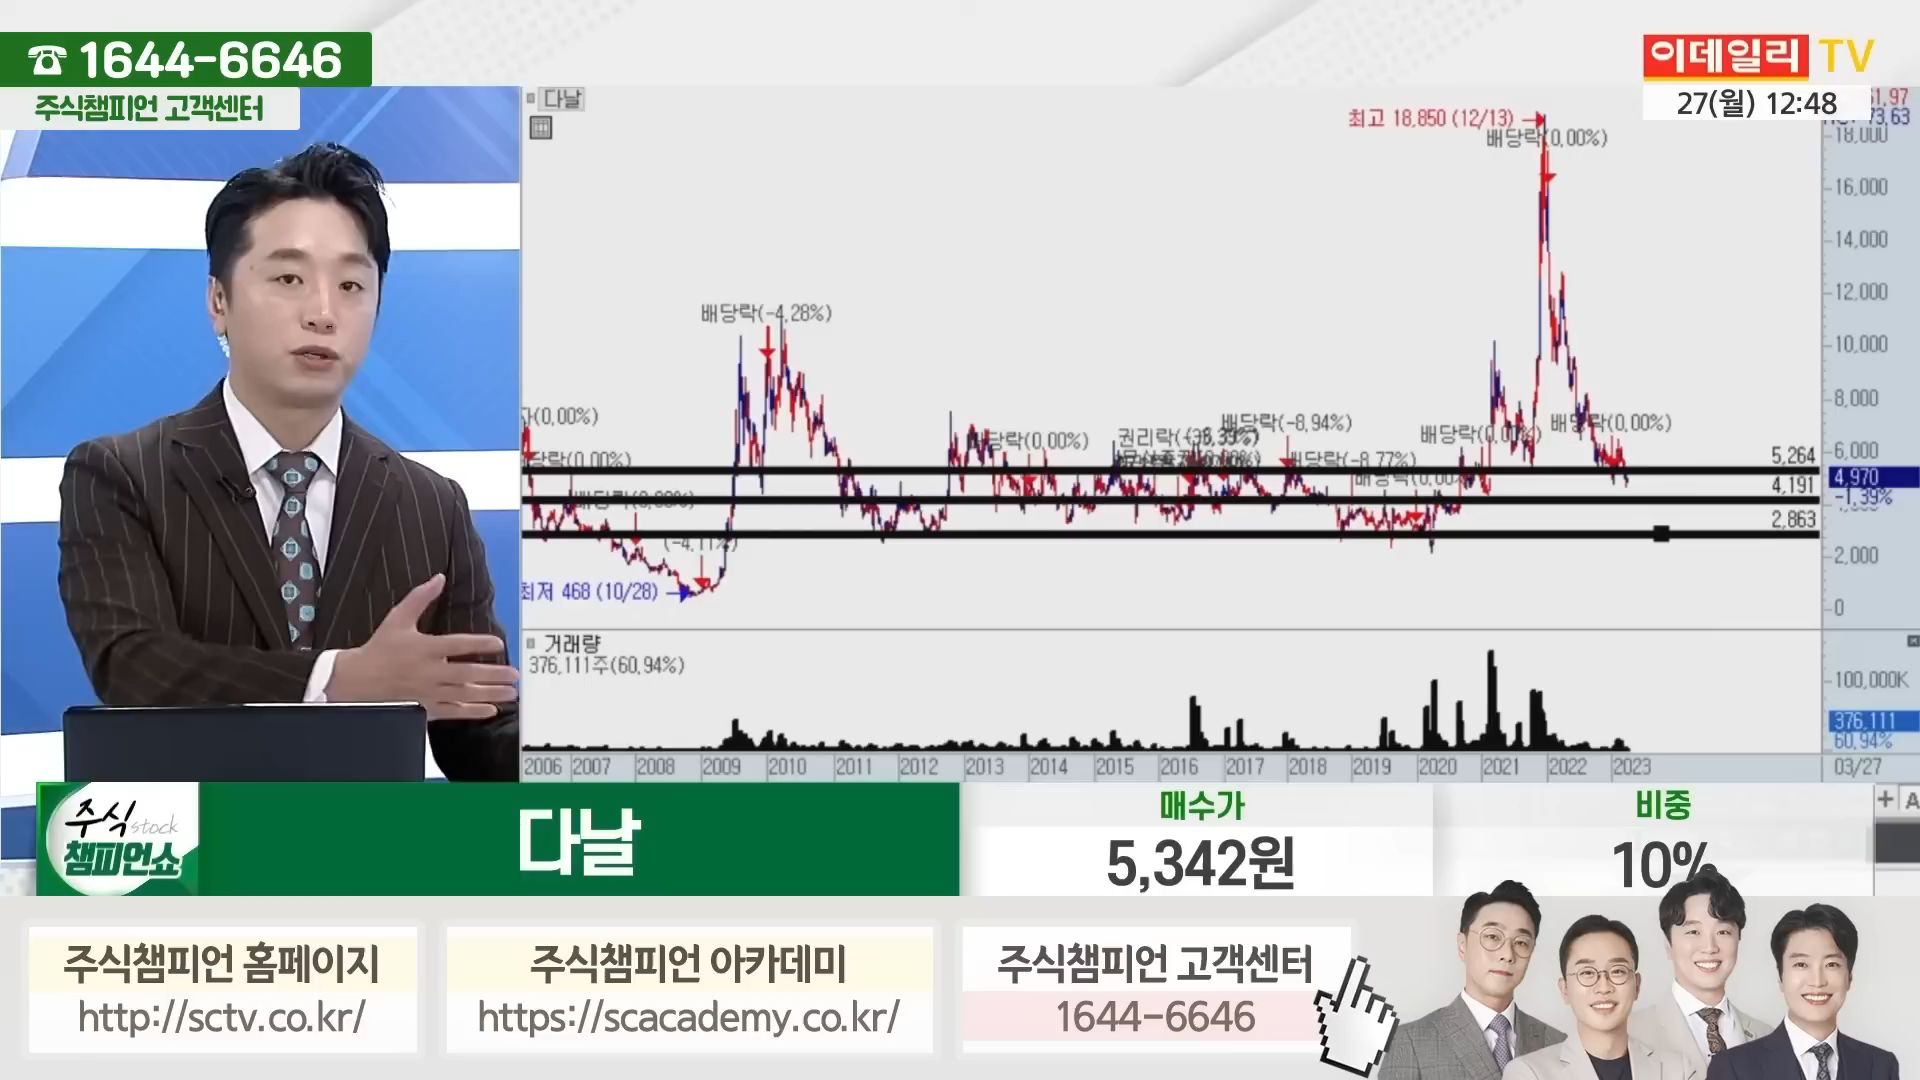 ☎ 1644-6646
주식챔피언 고객센터
이데일리 TV
27(월) 12:48
다날
최고 18,850 (12/13)
배당락(0.00%)
배당락(-4.28%)
(0.00%)
배당락(0.00%)
배당락(-8.94%)
배당락(0.00%)
배당락(0.00%)
배당락(-8.77%)
(-4.11%)
최저 468 (10/28)
5,264
4,191
2,863
18,000
16,000
14,000
12,000
10,000
8,000
6,000
4,970
-1.39%
2,000
0
거래량
376,111주(60.94%)
100,000K
376,111
60.94%
2006 2007 2008 2009 2010 2011 2012 2013 2014 2015 2016 2017 2018 2019 2020 2021 2022 2023 03/27
주식 stock
챔피언쇼
다날
매수가
5,342원
비중
10%
주식챔피언 홈페이지
http://sctv.co.kr/
주식챔피언 아카데미
https://scacademy.co.kr/
주식챔피언 고객센터
1644-6646